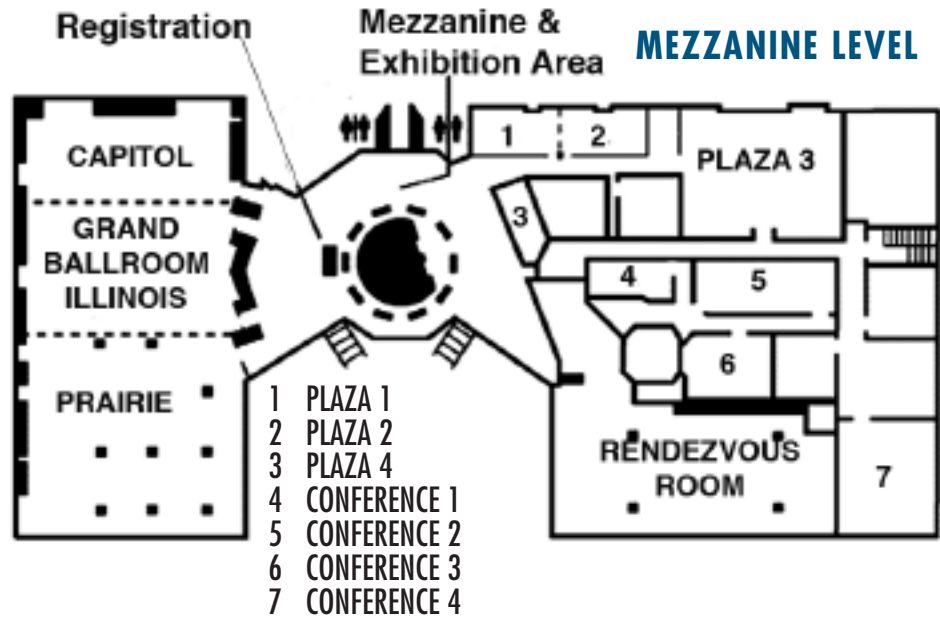 Registration
Mezzanine &
Exhibition Area
MEZZANINE LEVEL
CAPITOL
GRAND
BALLROOM
ILLINOIS
PRAIRIE
1
2
PLAZA 3
3
4
5
6
RENDEZVOUS
ROOM
7
1 PLAZA 1
2 PLAZA 2
3 PLAZA 4
4 CONFERENCE 1
5 CONFERENCE 2
6 CONFERENCE 3
7 CONFERENCE 4